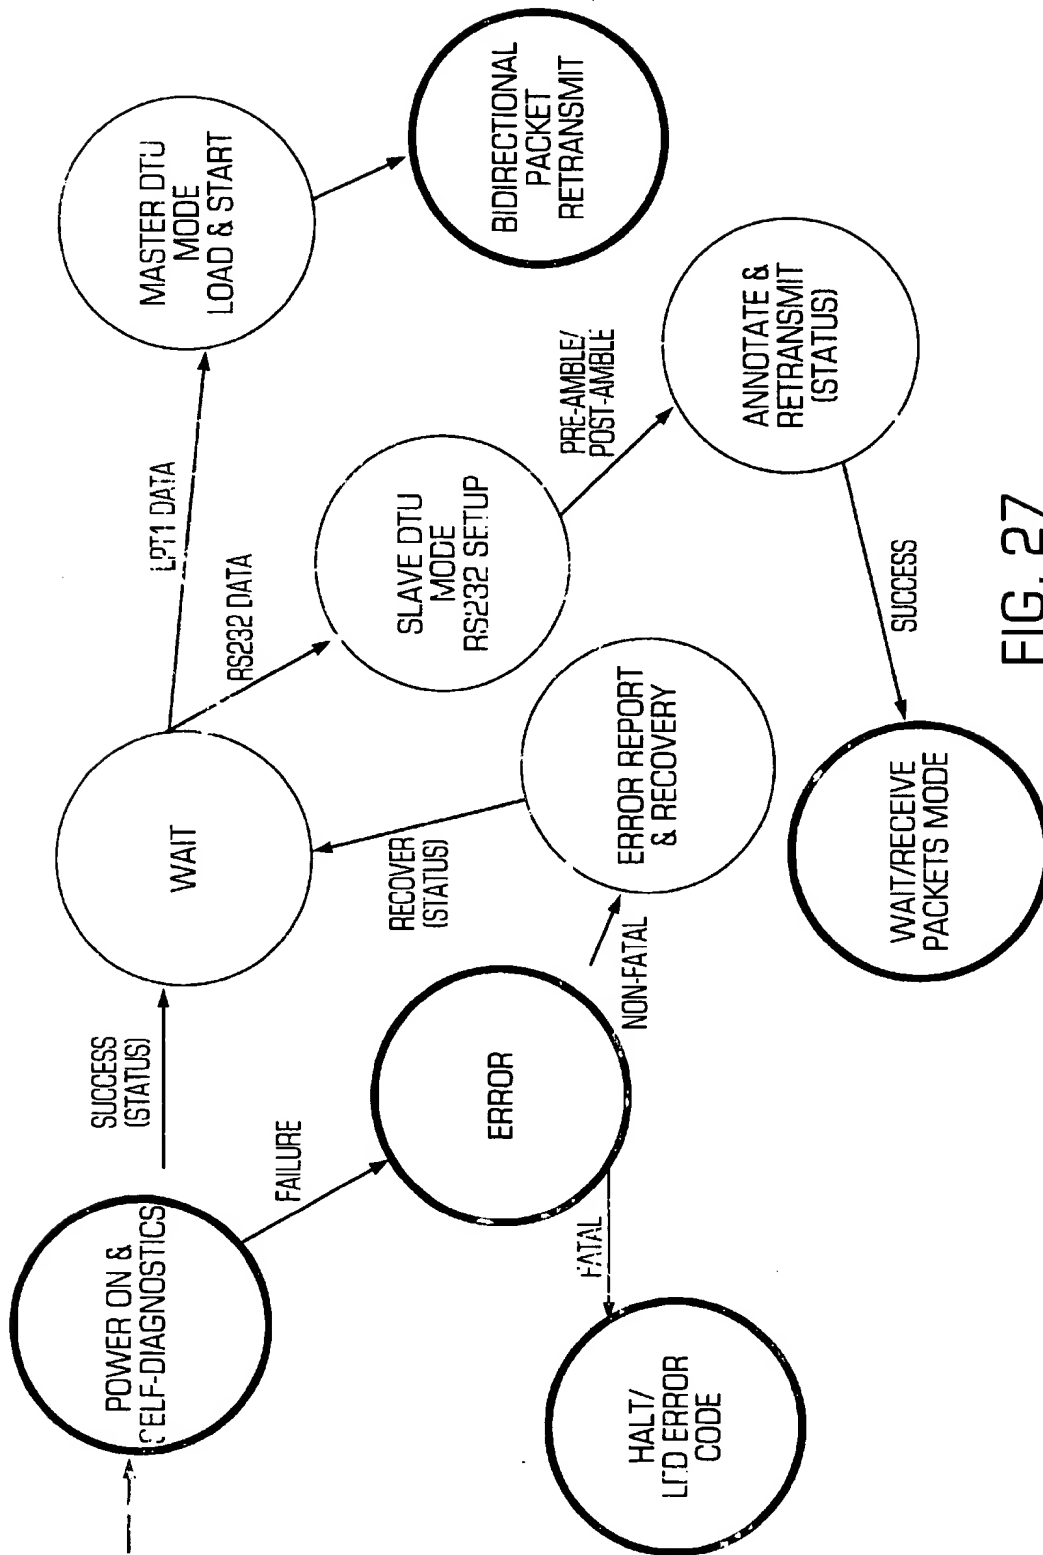 POWER ON &
SELF-DIAGNOSTICS
SUCCESS
(STATUS)
WAIT
LPT1 DATA
MASTER DTU
MODE
LOAD & START
FAILURE
RS232 DATA
ERROR
RECOVER
(STATUS)
SLAVE DTU
MODE
RS232 SETUP
BIDIRECTIONAL
PACKET
RETRANSMIT
PRE-AMBLE/
POST-AMBLE
FATAL
NON-FATAL
ERROR REPORT
& RECOVERY
HALT/
LED ERROR
CODE
ANNOTATE &
RETRANSMIT
(STATUS)
SUCCESS
WAIT/RECEIVE
PACKETS MODE
FIG. 27